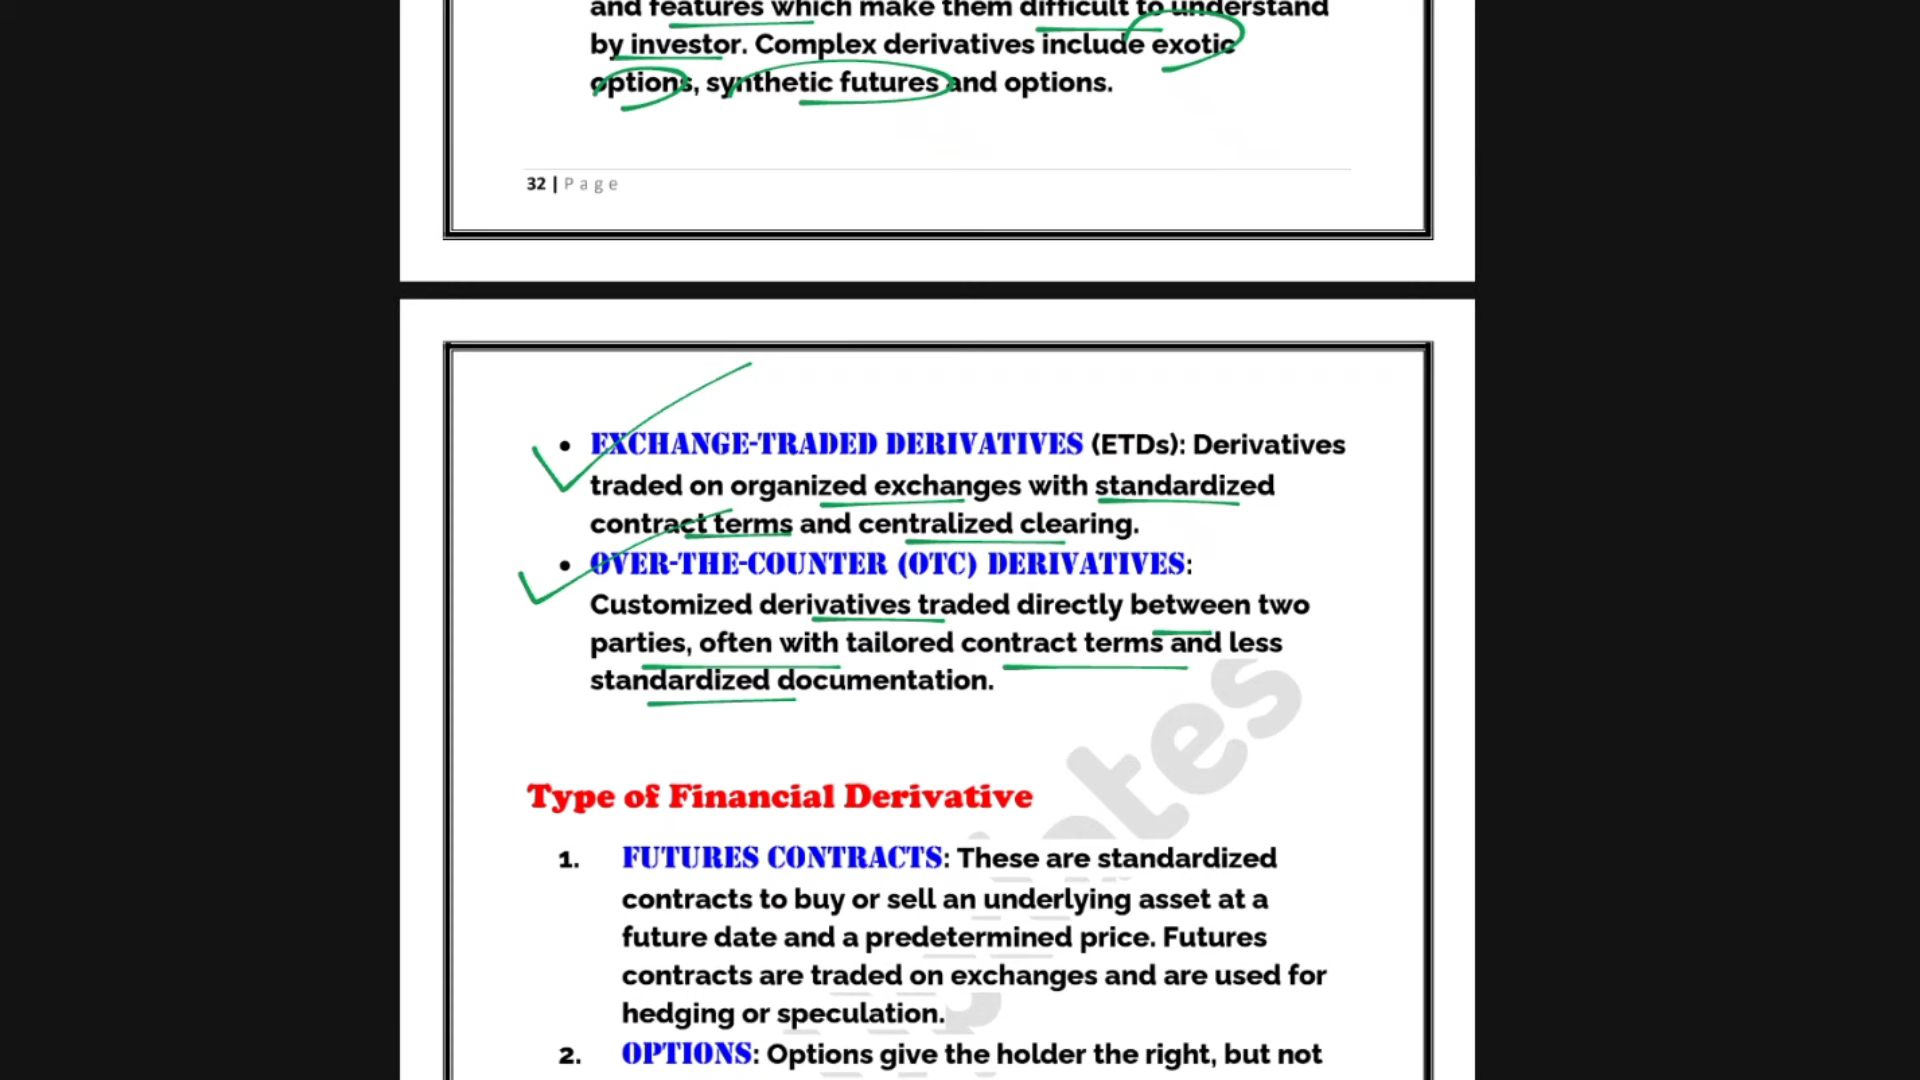 and features which make them difficult to understand
by investor. Complex derivatives include exotic
options, synthetic futures and options.
32 | Page
• EXCHANGE-TRADED DERIVATIVES (ETDs): Derivatives
traded on organized exchanges with standardized
contract terms and centralized clearing.
• OVER-THE-COUNTER (OTC) DERIVATIVES:
Customized derivatives traded directly between two
parties, often with tailored contract terms and less
standardized documentation.
Type of Financial Derivative
1. FUTURES CONTRACTS: These are standardized
contracts to buy or sell an underlying asset at a
future date and a predetermined price. Futures
contracts are traded on exchanges and are used for
hedging or speculation.
2. OPTIONS: Options give the holder the right, but not